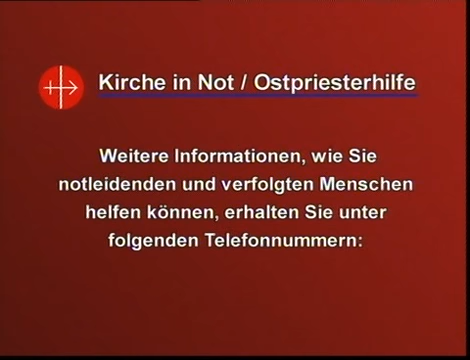 Kirche in Not / Ostpriesterhilfe
Weitere Informationen, wie Sie
notleidenden und verfolgten Menschen
helfen können, erhalten Sie unter
folgenden Telefonnummern: